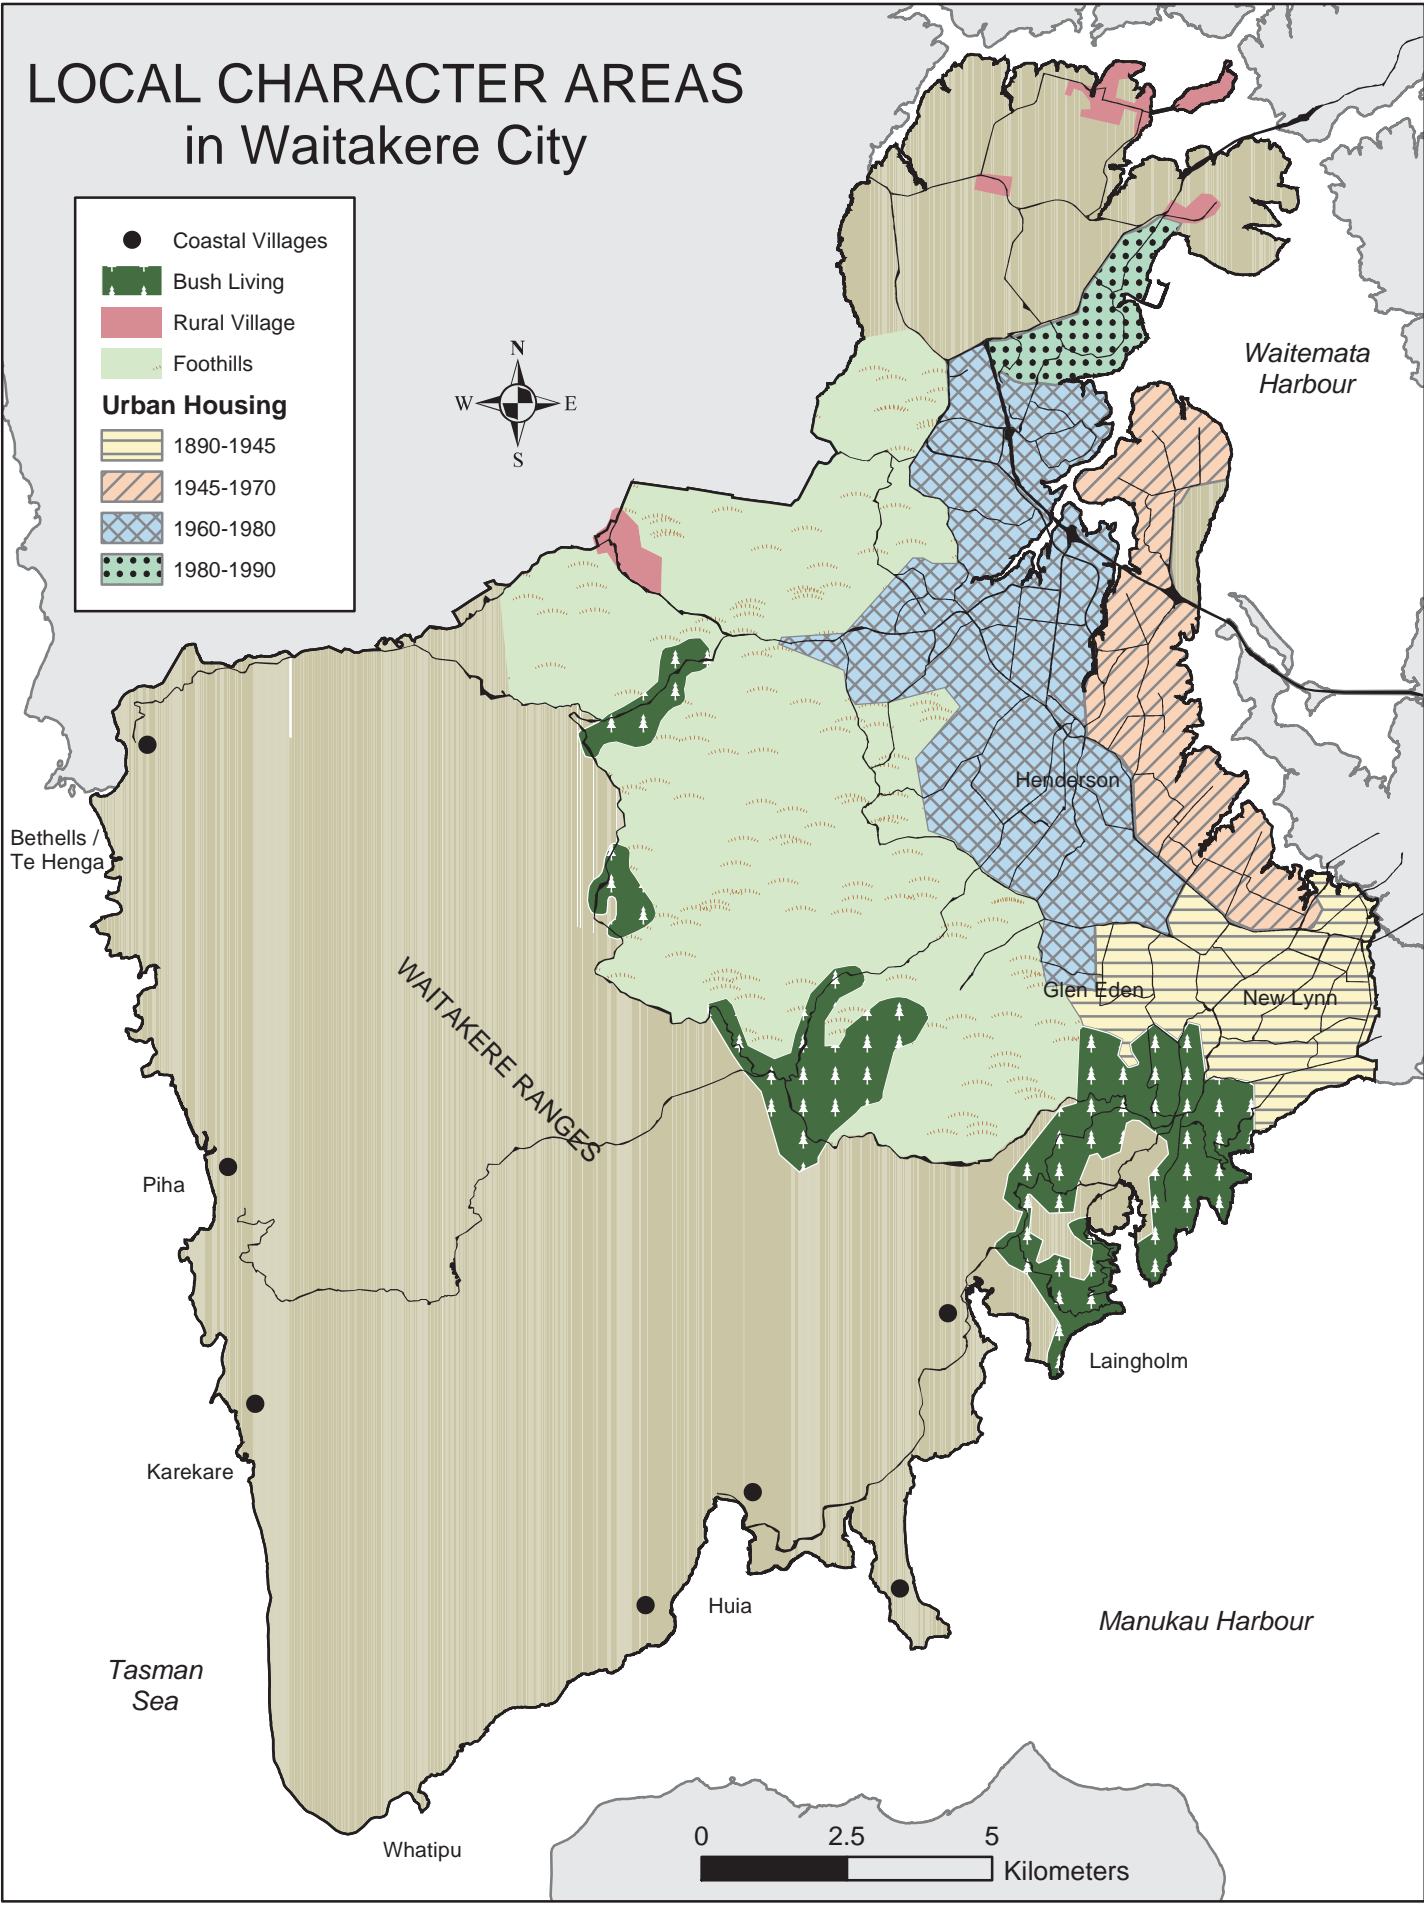 LOCAL CHARACTER AREAS
in Waitakere City
Coastal Villages
Bush Living
Rural Village
Foothills
Urban Housing
1890-1945
1945-1970
1960-1980
1980-1990
N
W
E
S
Waitemata
Harbour
Henderson
Bethells /
Te Henga
Glen Eden
New Lynn
WAITAKERE RANGES
Piha
Laingholm
Karekare
Huia
Manukau Harbour
Tasman
Sea
Whatipu
0
2.5
5
Kilometers